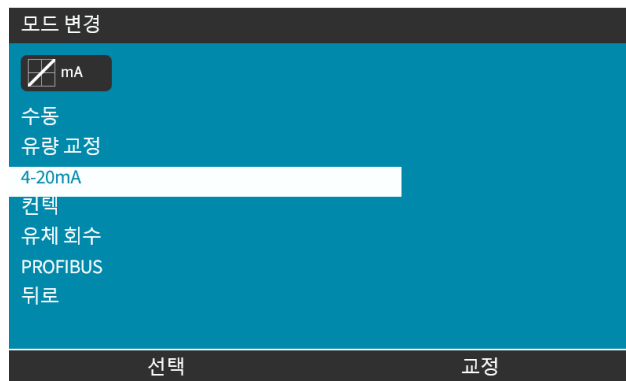 모드 변경
mA
수동
유량 교정
4-20mA
컨텍
유체 회수
PROFIBUS
뒤로
선택 교정